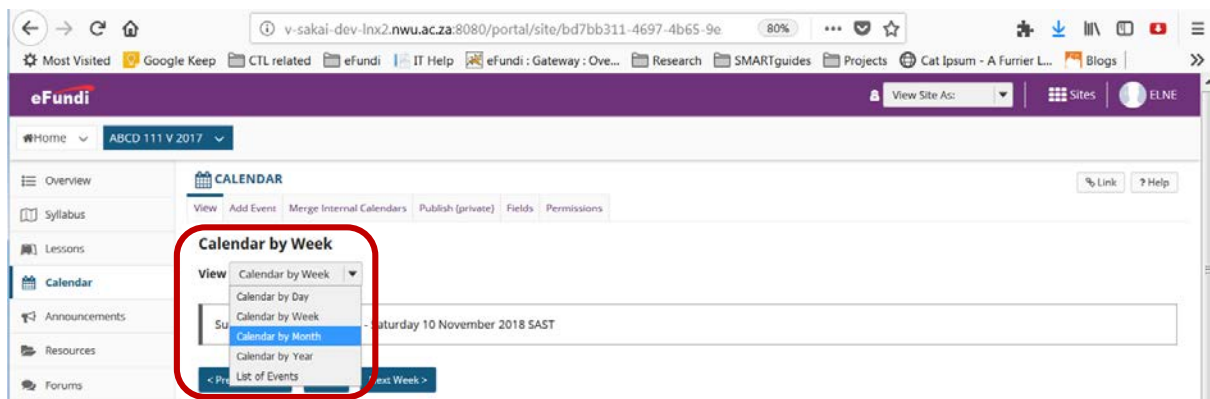 v-sakai-dev-lnx2.nwu.ac.za:8080/portal/site/bd7bb311-4697-4b65-9e 80%
Most Visited Google Keep CTL related eFundi IT Help eFundi : Gateway : Ove... Research SMARTguides Projects Cat Ipsum - A Furrier L... Blogs
eFundi View Site As: Sites ELNE
Home ABCD 111 V 2017
Overview
Syllabus
Lessons
Calendar
Announcements
Resources
Forums
CALENDAR Link ? Help
View Add Event Merge Internal Calendars Publish (private) Fields Permissions
Calendar by Week
View Calendar by Week
Calendar by Day
Calendar by Week
Calendar by Month
Calendar by Year
List of Events
Su - Saturday 10 November 2018 SAST
< Pre Next Week >